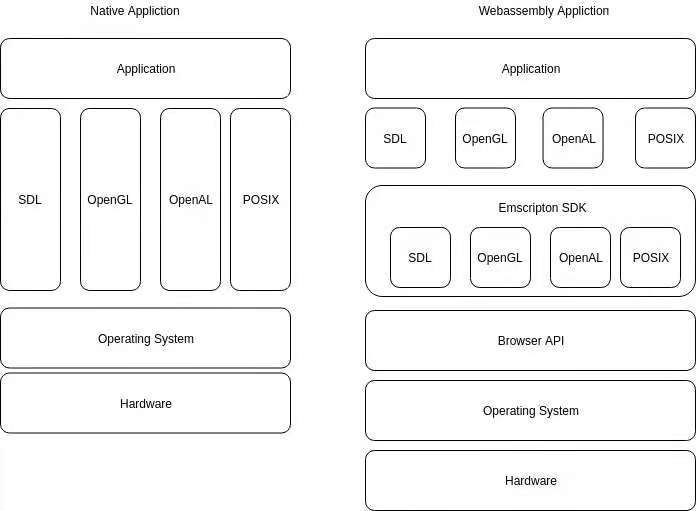 Native Appliction
Application
SDL
OpenGL
OpenAL
POSIX
Operating System
Hardware
Webassembly Appliction
Application
SDL
OpenGL
OpenAL
POSIX
Emscripton SDK
SDL
OpenGL
OpenAL
POSIX
Browser API
Operating System
Hardware